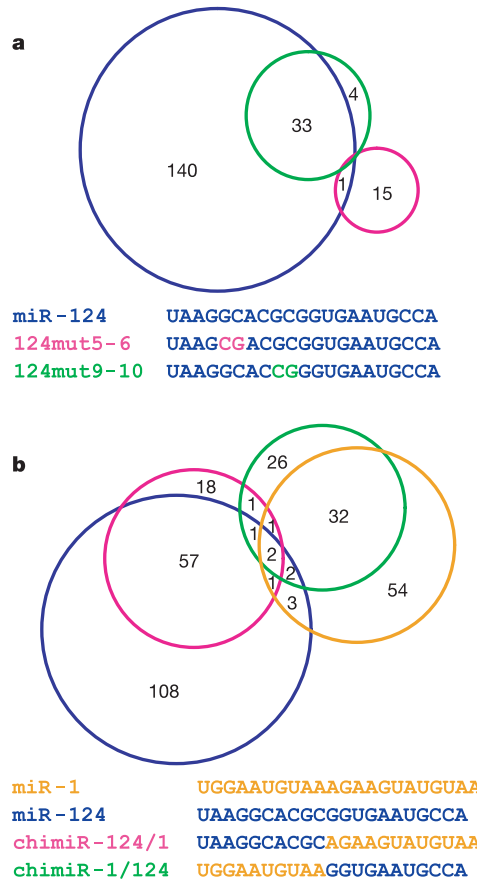 a
4
33
140
1
15
miR-124 UAAGGCACGCGGUGAAUGCCA
124mut5-6 UAAGCGACGCGGUGAAUGCCA
124mut9-10 UAAGGCACCGGGUGAAUGCCA
b
26
18
1
1
32
1
2
57
2
1
54
3
108
miR-1 UGGAAUGUAAAGAAGUAUGUAA
miR-124 UAAGGCACGCGGUGAAUGCCA
chimiR-124/1 UAAGGCACGCAGAAGUAUGUAA
chimiR-1/124 UGGAAUGUAAGGUGAAUGCCA